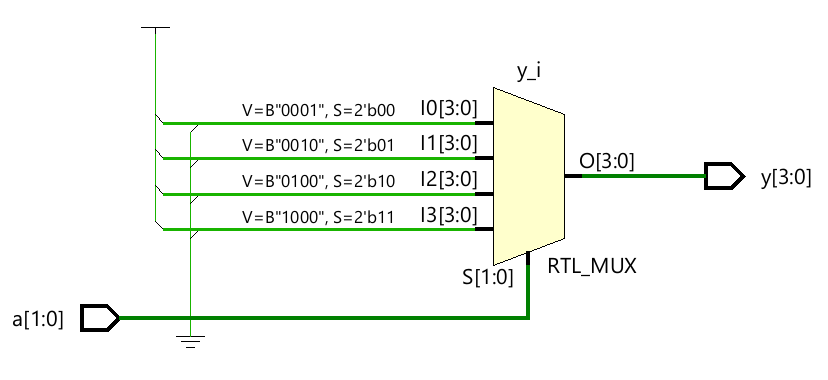 y_i
V=B"0001", S=2'b00 I0[3:0]
V=B"0010", S=2'b01 I1[3:0]
V=B"0100", S=2'b10 I2[3:0]
V=B"1000", S=2'b11 I3[3:0]
O[3:0]
y[3:0]
S[1:0]
RTL_MUX
a[1:0]